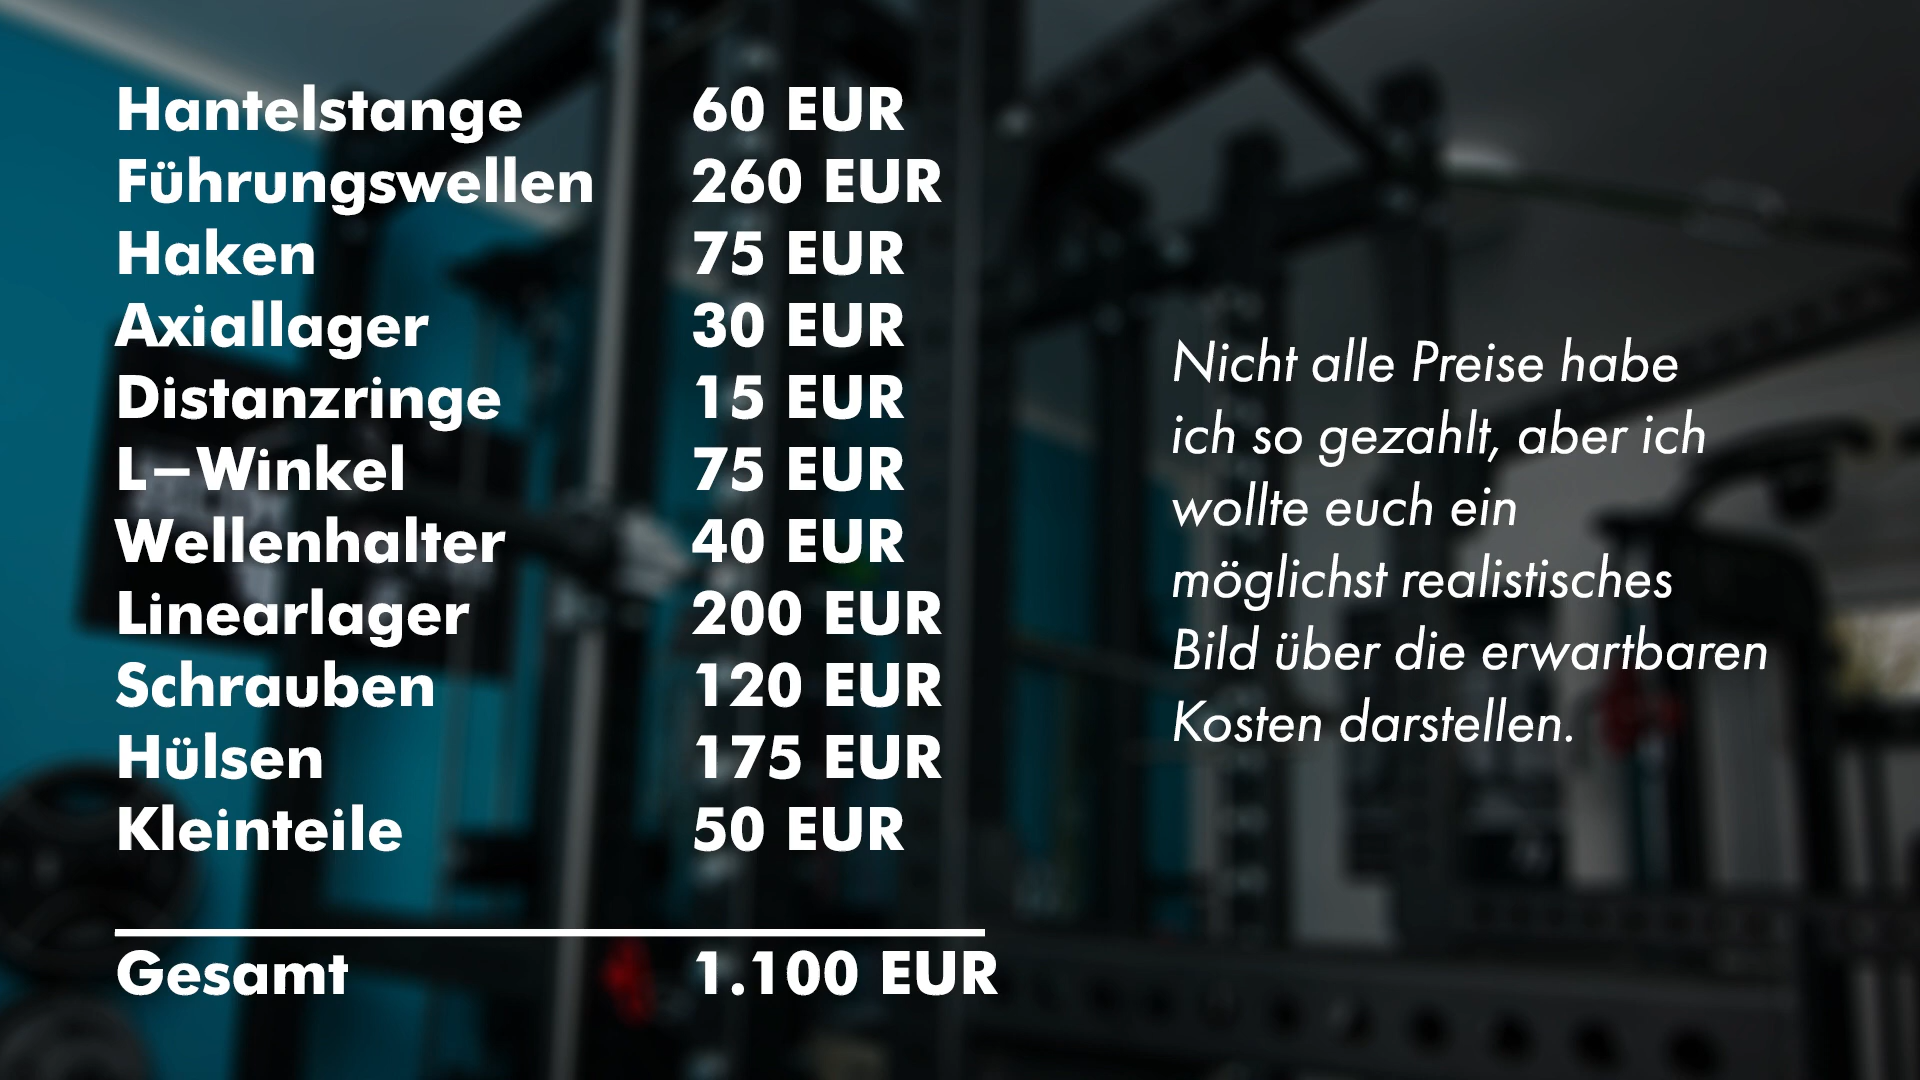 Hantelstange 60 EUR
Führungswellen 260 EUR
Haken 75 EUR
Axiallager 30 EUR
Distanzringe 15 EUR
L–Winkel 75 EUR
Wellenhalter 40 EUR
Linearlager 200 EUR
Schrauben 120 EUR
Hülsen 175 EUR
Kleinteile 50 EUR
Gesamt 1.100 EUR
Nicht alle Preise habe
ich so gezahlt, aber ich
wollte euch ein
möglichst realistisches
Bild über die erwartbaren
Kosten darstellen.